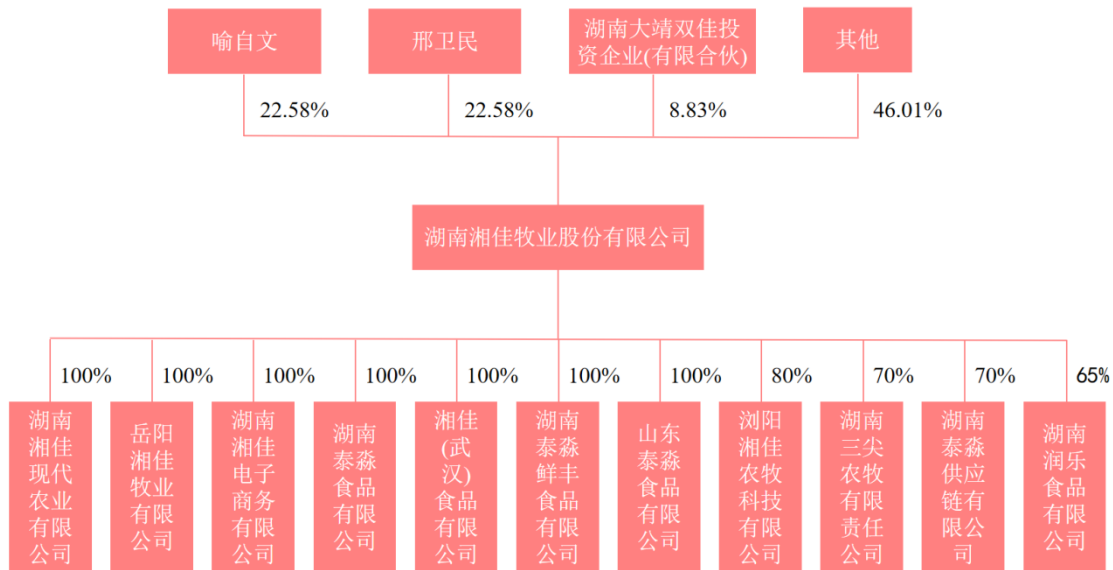 喻自文
邢卫民
湖南大靖双佳投
资企业(有限合伙)
其他
22.58%
22.58%
8.83%
46.01%
湖南湘佳牧业股份有限公司
100%
100%
100%
100%
100%
100%
100%
80%
70%
70%
65%
湖南
湘佳
现代
农业
有限
公司
岳阳
湘佳
牧业
有限
公司
湖南
湘佳
电子
商务
有限
公司
湖南
泰淼
食品
有限
公司
湘佳
(武
汉)
食品
有限
公司
湖南
泰淼
鲜丰
食品
有限
公司
山东
泰淼
食品
有限
公司
浏阳
湘佳
农牧
科技
有限
公司
湖南
三尖
农牧
有限
责任
公司
湖南
泰淼
供应
链有
限公
司
湖南
润乐
食品
有限
公司